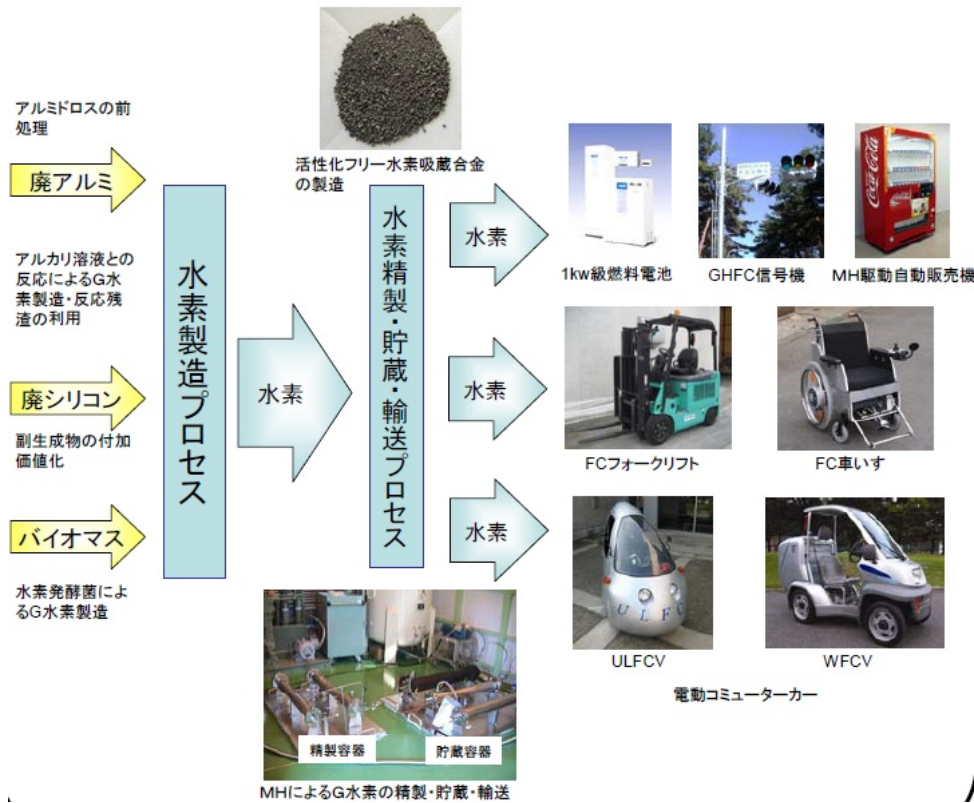 アルミドロスの前
処理
廃アルミ
アルカリ溶液との
反応によるG水
素製造・反応残
渣の利用
廃シリコン
副生成物の付加
価値化
バイオマス
水素発酵菌によ
るG水素製造
水素製造プロセス
水素
活性化フリー水素吸蔵合金
の製造
水素精製・貯蔵・輸送プロセス
精製容器
貯蔵容器
MHによるG水素の精製・貯蔵・輸送
水素
1kw級燃料電池
GHFC信号機
Coca-Cola
MH駆動自動販売機
水素
FCフォークリフト
FC車いす
水素
ULFC
ULFCV
WFCV
電動コミューターカー